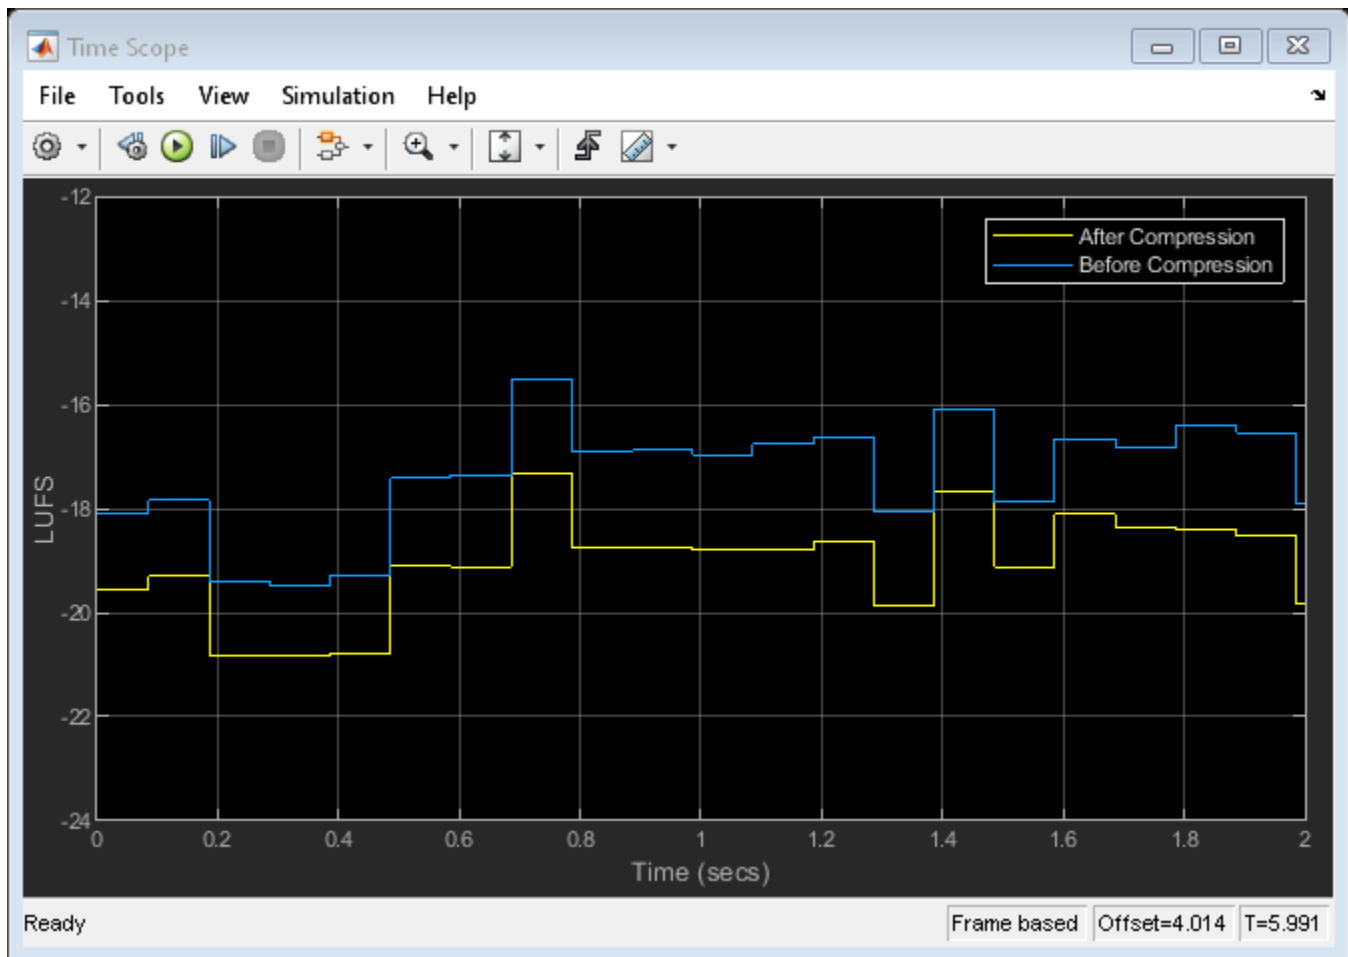 Time Scope
File Tools View Simulation Help
-12
After Compression
Before Compression
-14
-16
LUFS
-18
-20
-22
-24
0 0.2 0.4 0.6 0.8 1 1.2 1.4 1.6 1.8 2
Time (secs)
Ready Frame based Offset=4.014 T=5.991